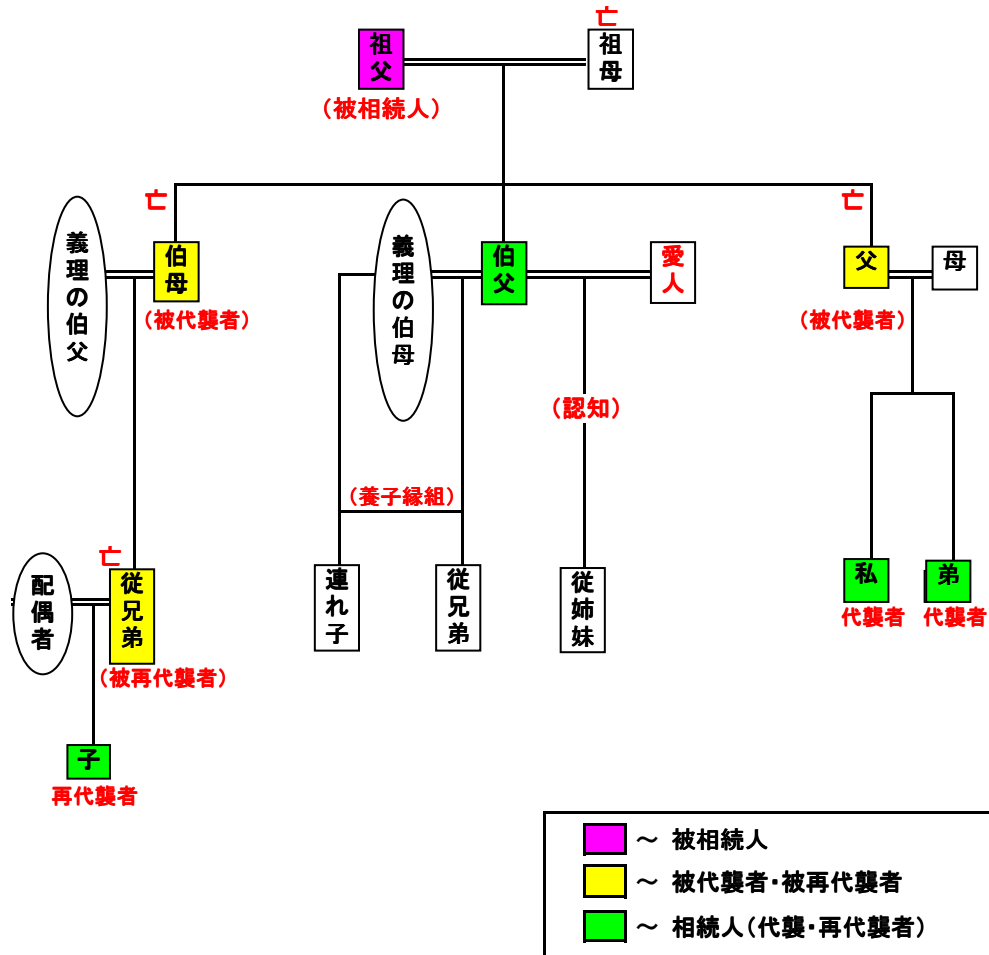 亡
祖父
祖母
（被相続人）
亡
亡
義理の伯父
伯母
義理の伯母
伯父
愛人
父
母
（被代襲者）
（被代襲者）
（認知）
（養子縁組）
亡
配偶者
従兄弟
連れ子
従兄弟
従姉妹
私
弟
代襲者
代襲者
（被再代襲者）
子
再代襲者
～ 被相続人
～ 被代襲者・被再代襲者
～ 相続人（代襲・再代襲者）